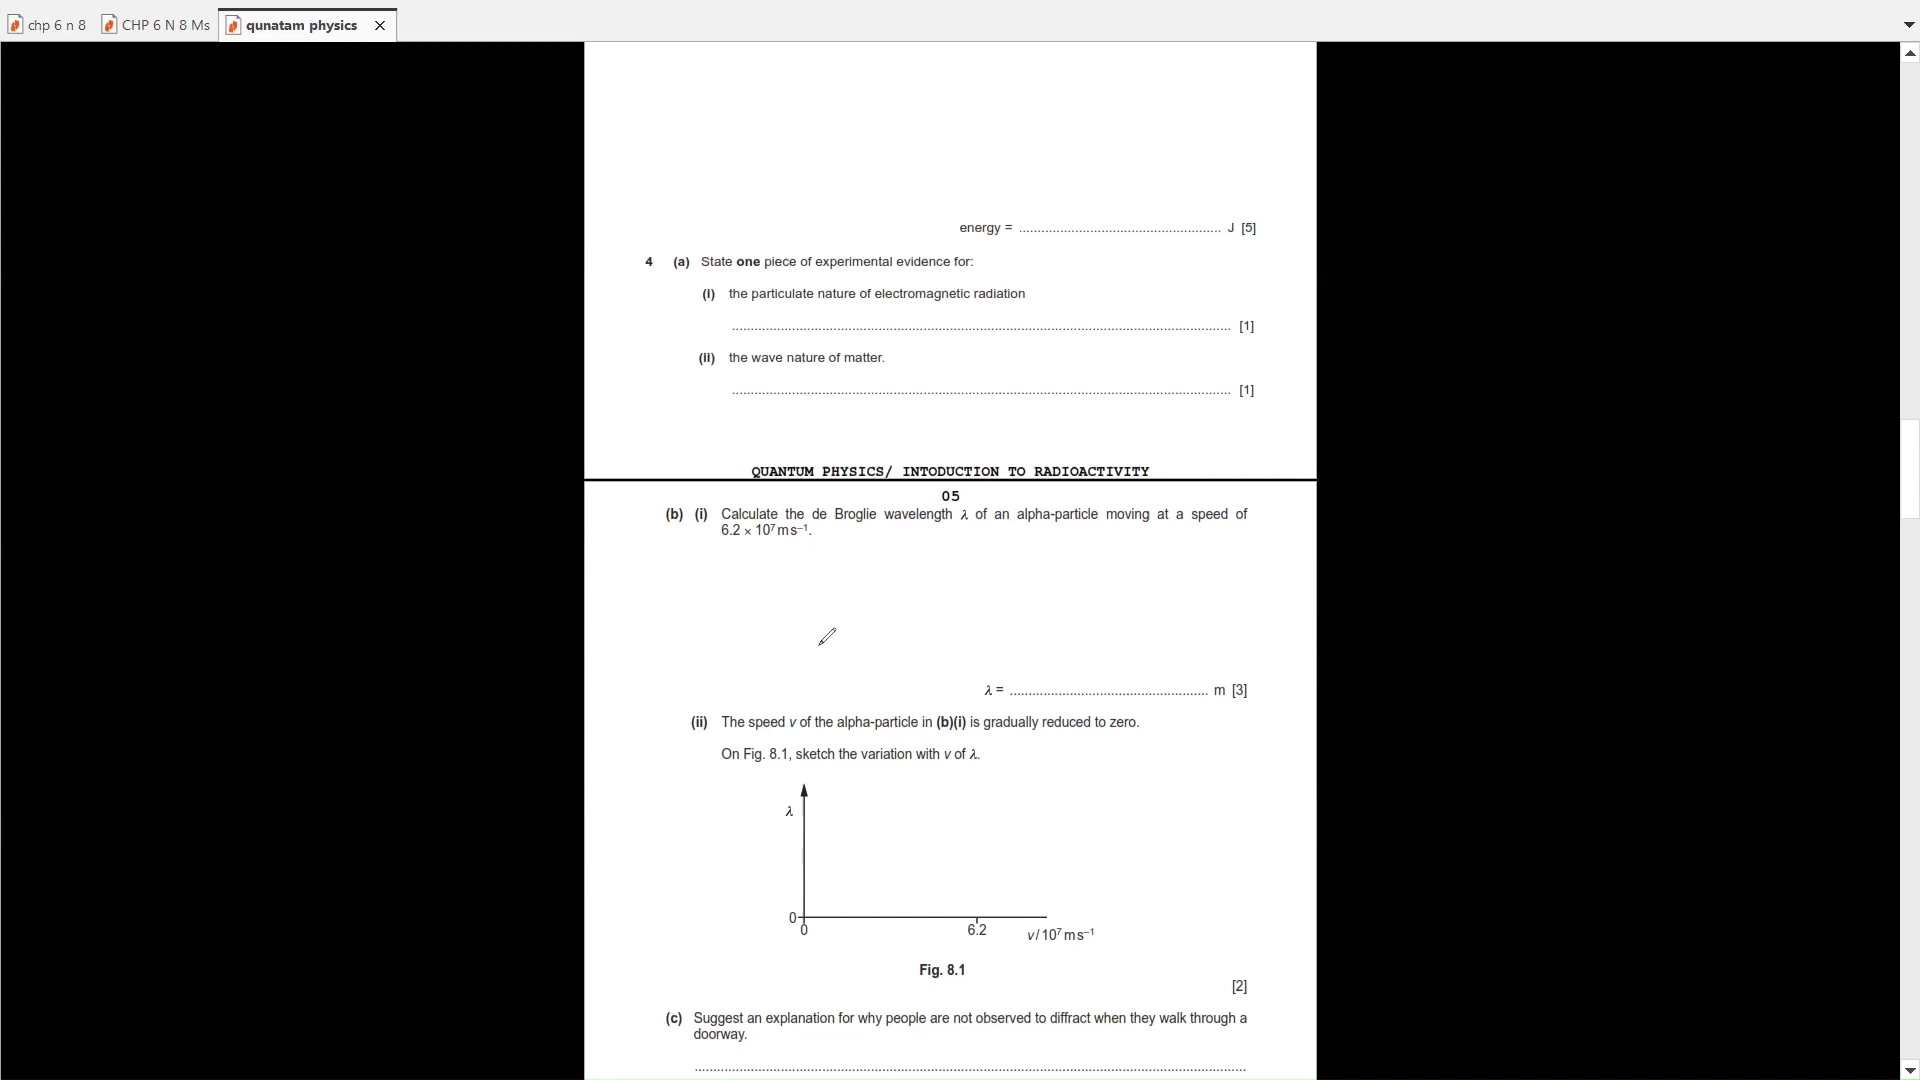 chp 6 n 8 CHP 6 N 8 Ms qunatam physics
energy = ...................................................... J [5]
4 (a) State one piece of experimental evidence for:
(i) the particulate nature of electromagnetic radiation
..................................................................................................................................... [1]
(ii) the wave nature of matter.
..................................................................................................................................... [1]
QUANTUM PHYSICS/ INTODUCTION TO RADIOACTIVITY
05
(b) (i) Calculate the de Broglie wavelength λ of an alpha-particle moving at a speed of
6.2 × 10⁷ m s⁻¹.
λ = ................................................... m [3]
(ii) The speed v of the alpha-particle in (b)(i) is gradually reduced to zero.
On Fig. 8.1, sketch the variation with v of λ.
λ
0
0 6.2 v / 10⁷ m s⁻¹
Fig. 8.1
[2]
(c) Suggest an explanation for why people are not observed to diffract when they walk through a
doorway.
...........................................................................................................................................